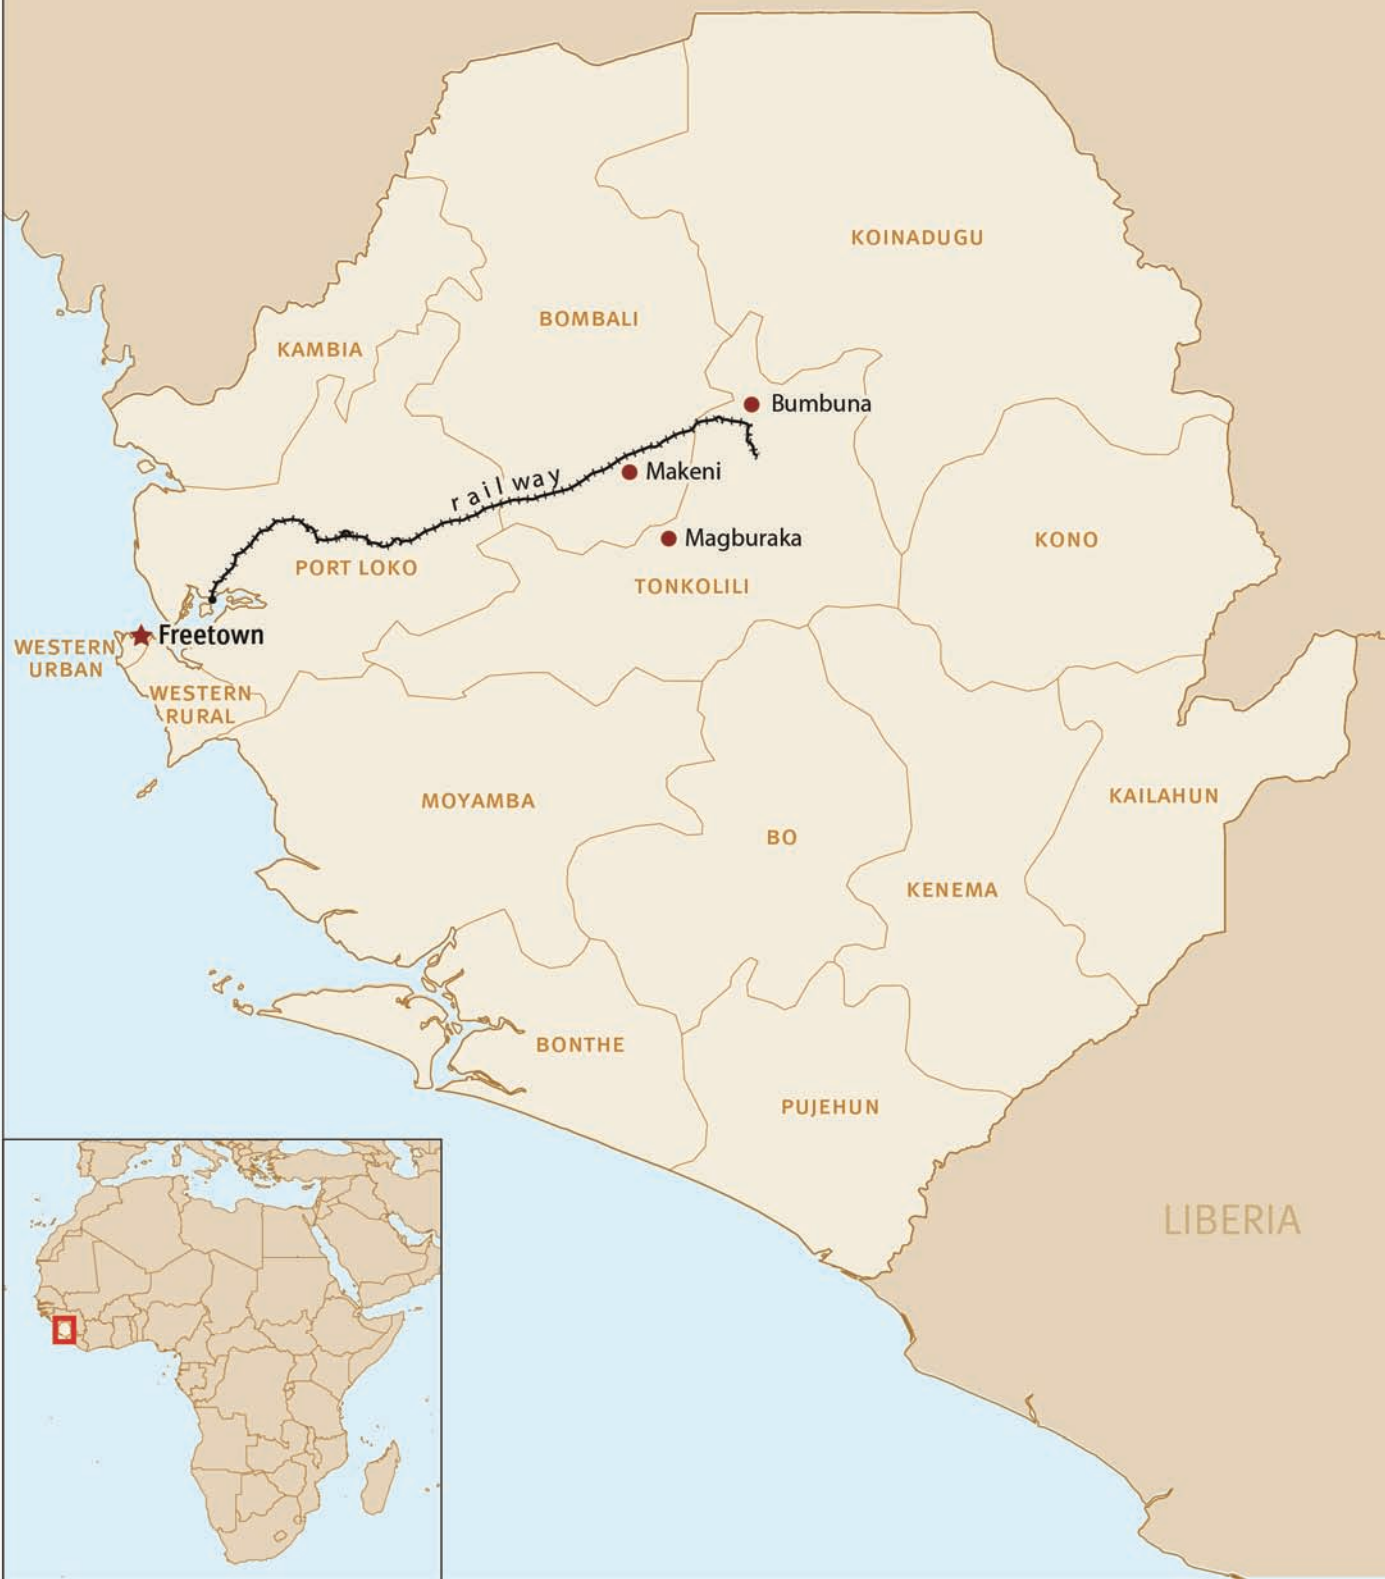 KOINADUGU
BOMBALI
KAMBIA
Bumbuna
railway
Makeni
Magburaka
KONO
PORT LOKO
TONKOLILI
Freetown
WESTERN
URBAN
WESTERN
RURAL
MOYAMBA
KAILAHUN
BO
KENEMA
BONTHE
PUJEHUN
LIBERIA